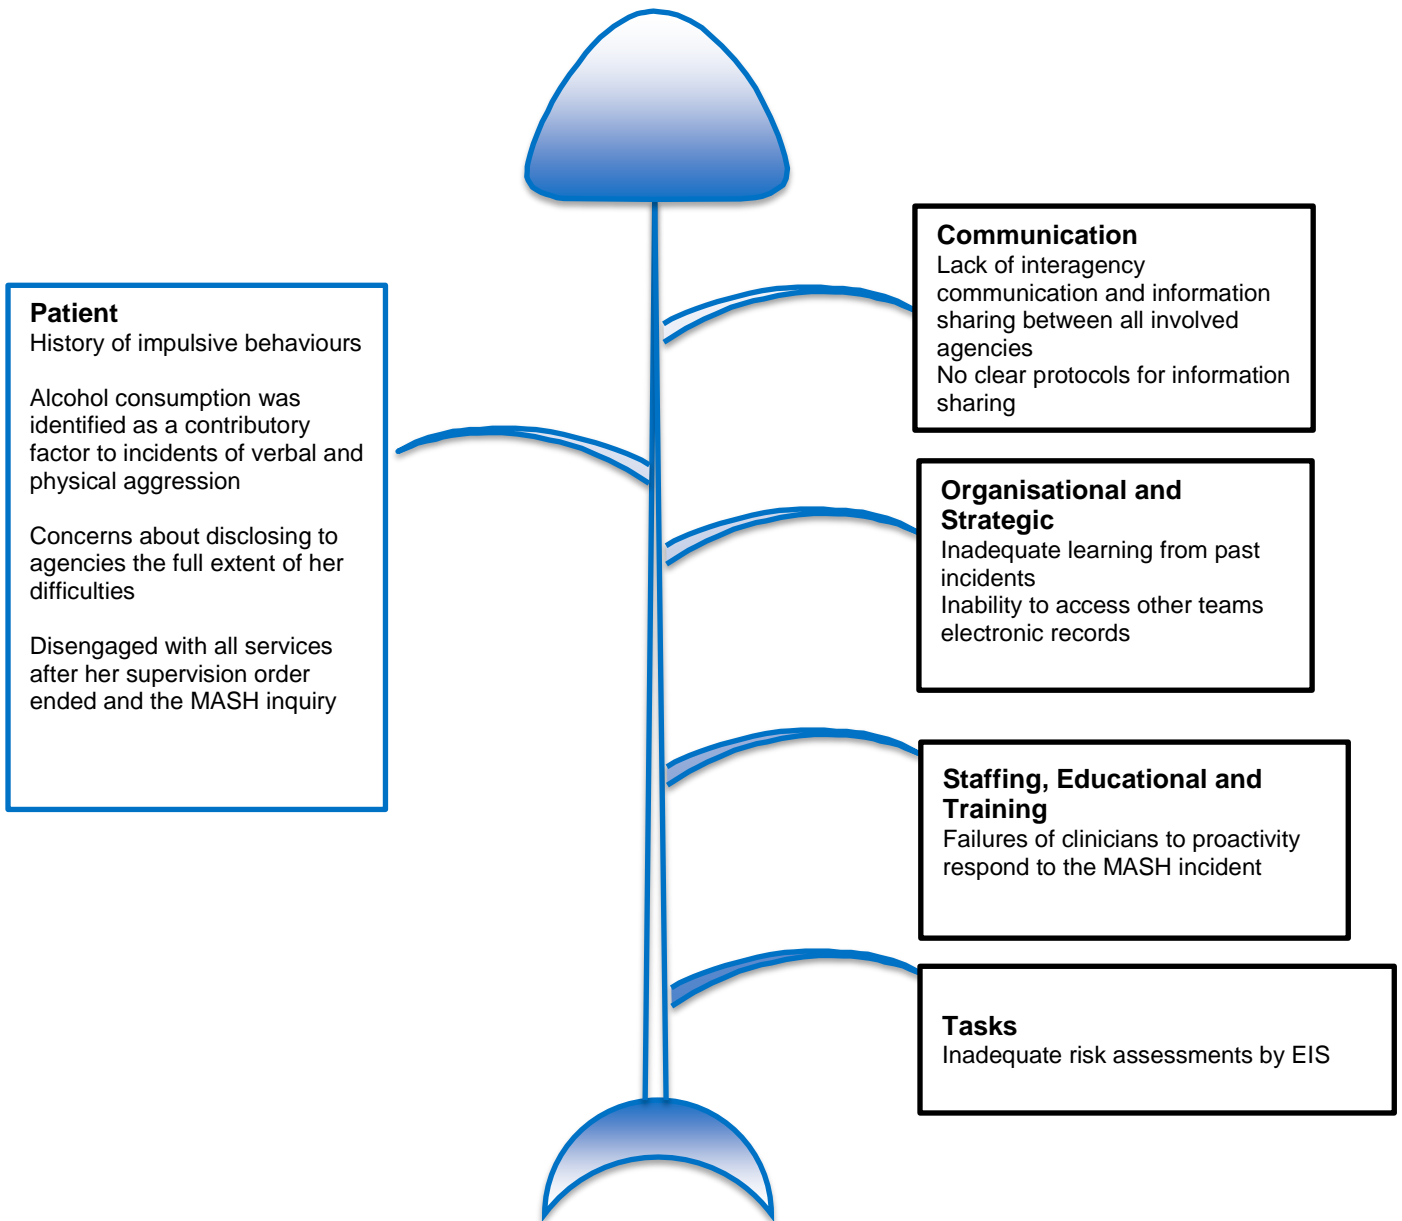 Patient
History of impulsive behaviours
Alcohol consumption was
identified as a contributory
factor to incidents of verbal and
physical aggression
Concerns about disclosing to
agencies the full extent of her
difficulties
Disengaged with all services
after her supervision order
ended and the MASH inquiry
Communication
Lack of interagency
communication and information
sharing between all involved
agencies
No clear protocols for information
sharing
Organisational and
Strategic
Inadequate learning from past
incidents
Inability to access other teams
electronic records
Staffing, Educational and
Training
Failures of clinicians to proactivity
respond to the MASH incident
Tasks
Inadequate risk assessments by EIS